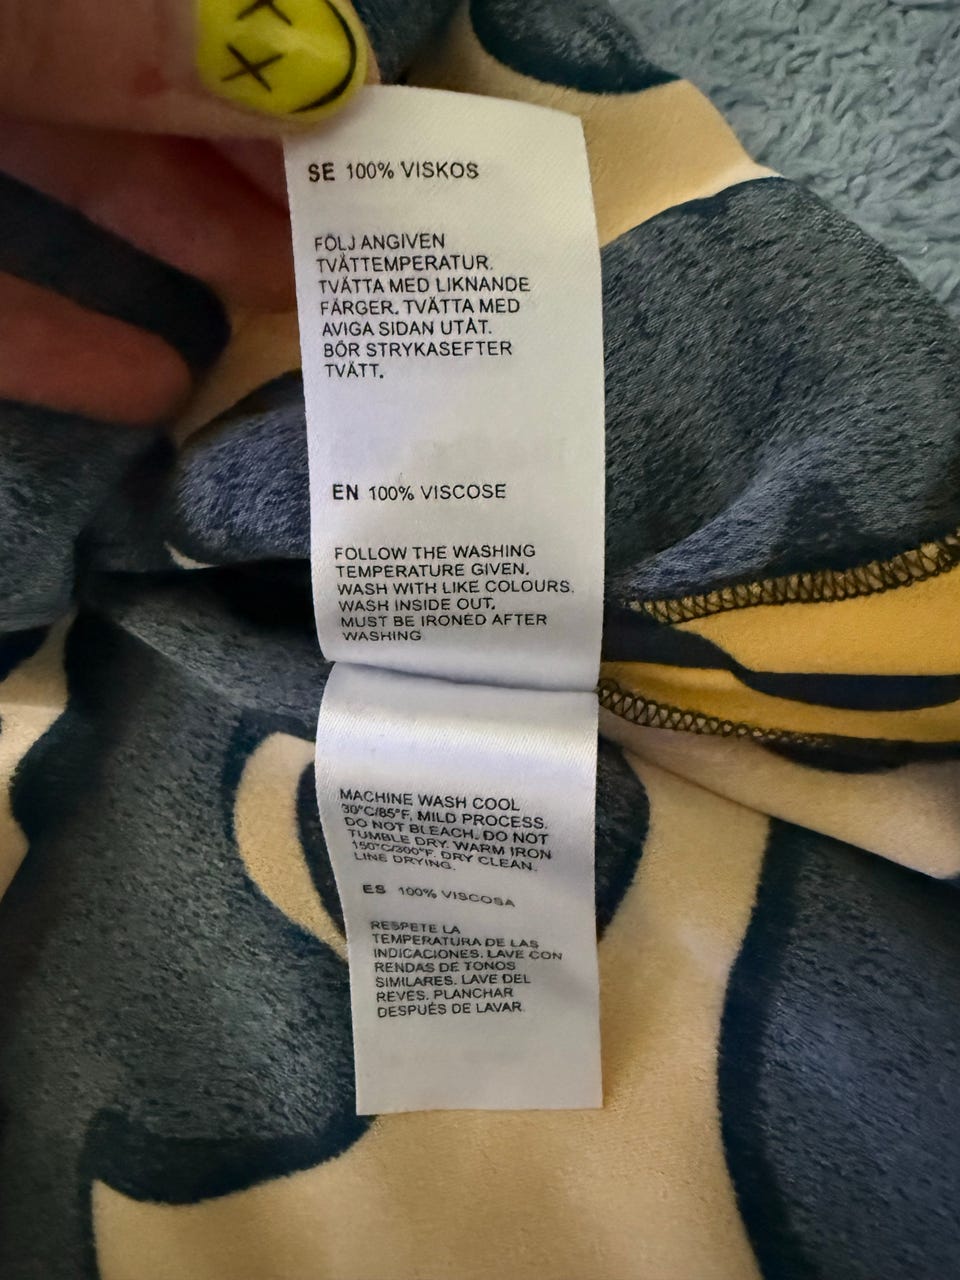 SE 100% VISKOS
FÖLJ ANGIVEN
TVÄTTEMPERATUR.
TVÄTTA MED LIKNANDE
FÄRGER. TVÄTTA MED
AVIGA SIDAN UTÅT.
BÖR STRYKASEFTER
TVÄTT.
EN 100% VISCOSE
FOLLOW THE WASHING
TEMPERATURE GIVEN.
WASH WITH LIKE COLOURS.
WASH INSIDE OUT.
MUST BE IRONED AFTER
WASHING
MACHINE WASH COOL
30°C/85°F, MILD PROCESS.
DO NOT BLEACH. DO NOT
TUMBLE DRY. WARM IRON
150°C/300°F. DRY CLEAN.
LINE DRYING.
ES 100% VISCOSA
RESPETE LA
TEMPERATURA DE LAS
INDICACIONES. LAVE CON
RENDAS DE TONOS
SIMILARES. LAVE DEL
REVÉS. PLANCHAR
DESPUÉS DE LAVAR.